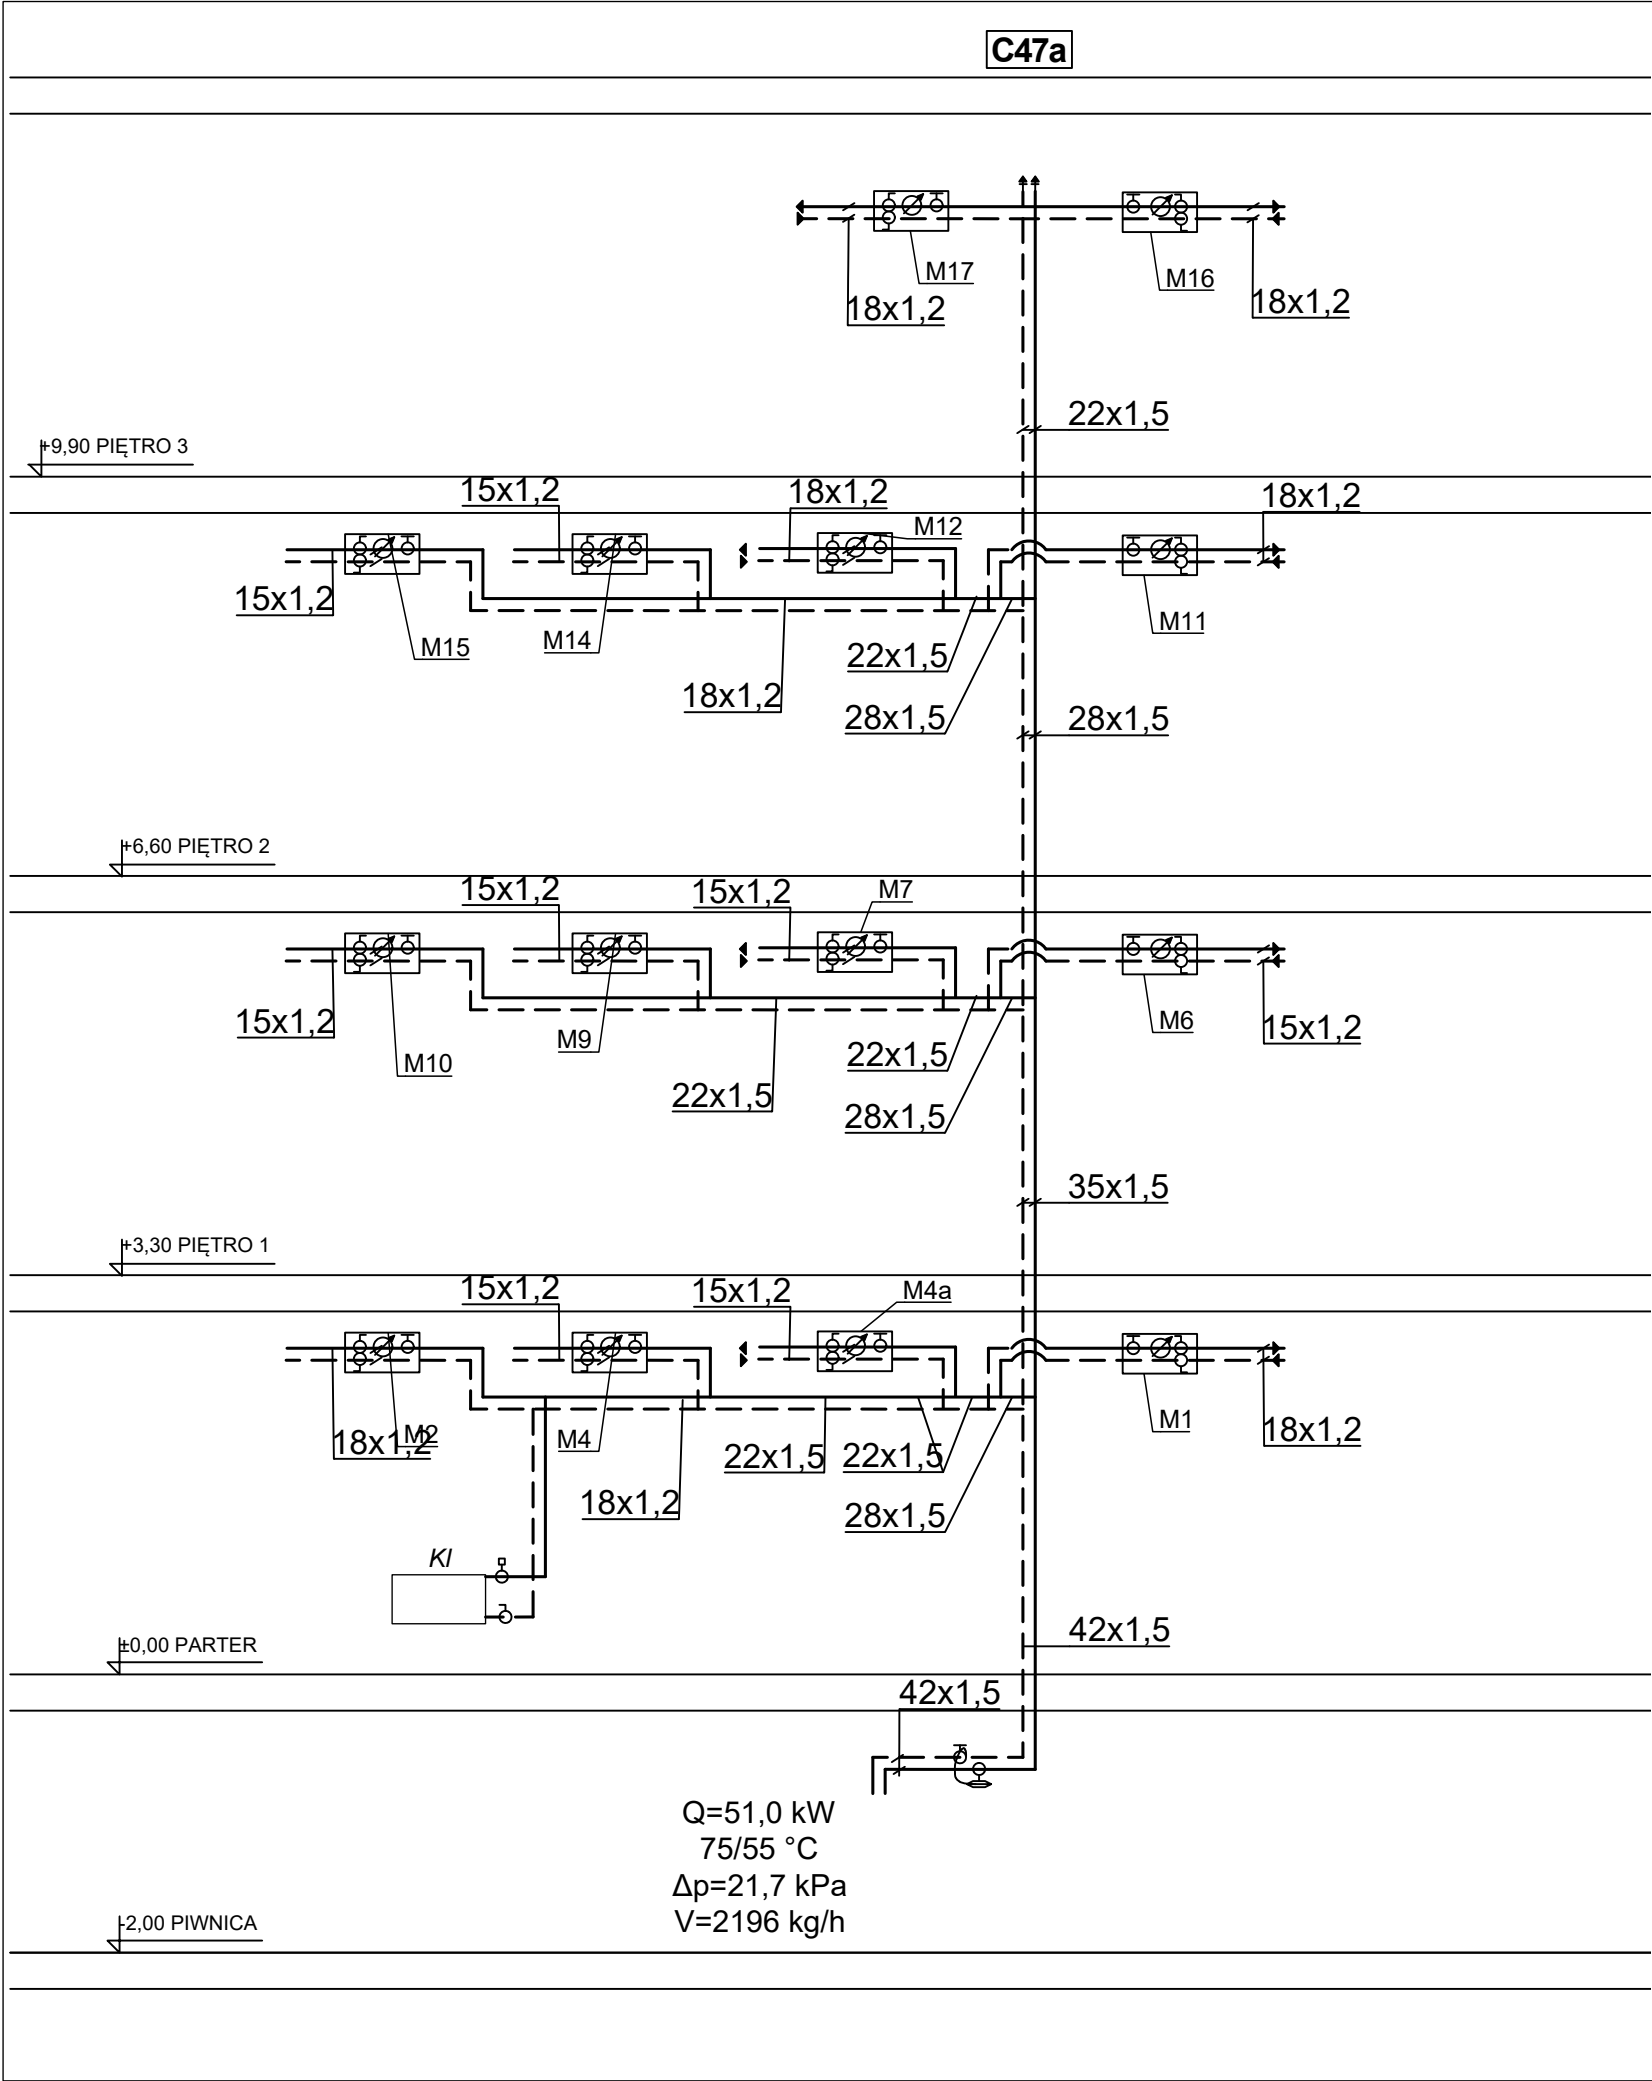 C47a
M17
M16
18x1,2
18x1,2
22x1,5
+9,90 PIĘTRO 3
15x1,2
18x1,2
18x1,2
M12
15x1,2
M15
M14
M11
22x1,5
18x1,2
28x1,5
28x1,5
+6,60 PIĘTRO 2
15x1,2
15x1,2
M7
15x1,2
M10
M9
M6
15x1,2
22x1,5
22x1,5
28x1,5
35x1,5
+3,30 PIĘTRO 1
15x1,2
15x1,2
M4a
18x1,2
M2
M4
M1
18x1,2
22x1,5
22x1,5
18x1,2
28x1,5
KI
±0,00 PARTER
42x1,5
42x1,5
Q=51,0 kW
75/55 °C
Δp=21,7 kPa
V=2196 kg/h
-2,00 PIWNICA